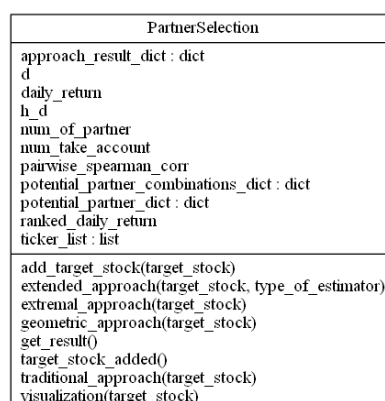 PartnerSelection
approach_result_dict : dict
d
daily_return
h_d
num_of_partner
num_take_account
pairwise_spearman_corr
potential_partner_combinations_dict : dict
potential_partner_dict : dict
ranked_daily_return
ticker_list : list
add_target_stock(target_stock)
extended_approach(target_stock, type_of_estimator)
extremal_approach(target_stock)
geometric_approach(target_stock)
get_result()
target_stock_added()
traditional_approach(target_stock)
visualization(target_stock)